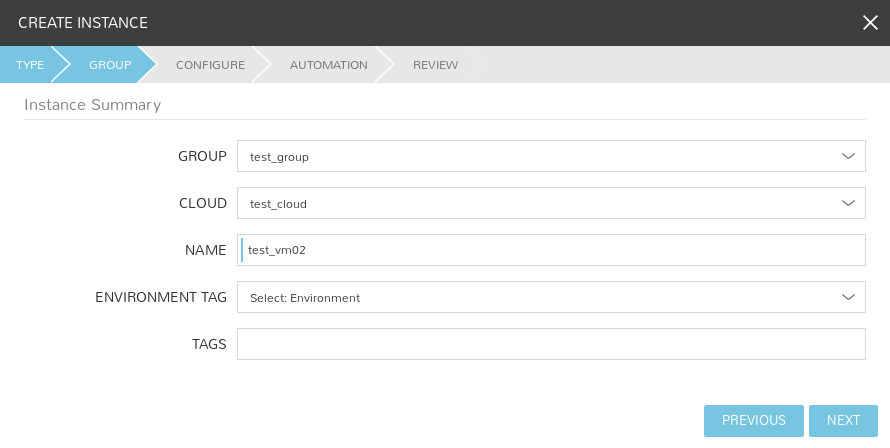 CREATE INSTANCE
TYPE GROUP CONFIGURE AUTOMATION REVIEW
Instance Summary
GROUP test_group
CLOUD test_cloud
NAME test_vm02
ENVIRONMENT TAG Select: Environment
TAGS
PREVIOUS NEXT